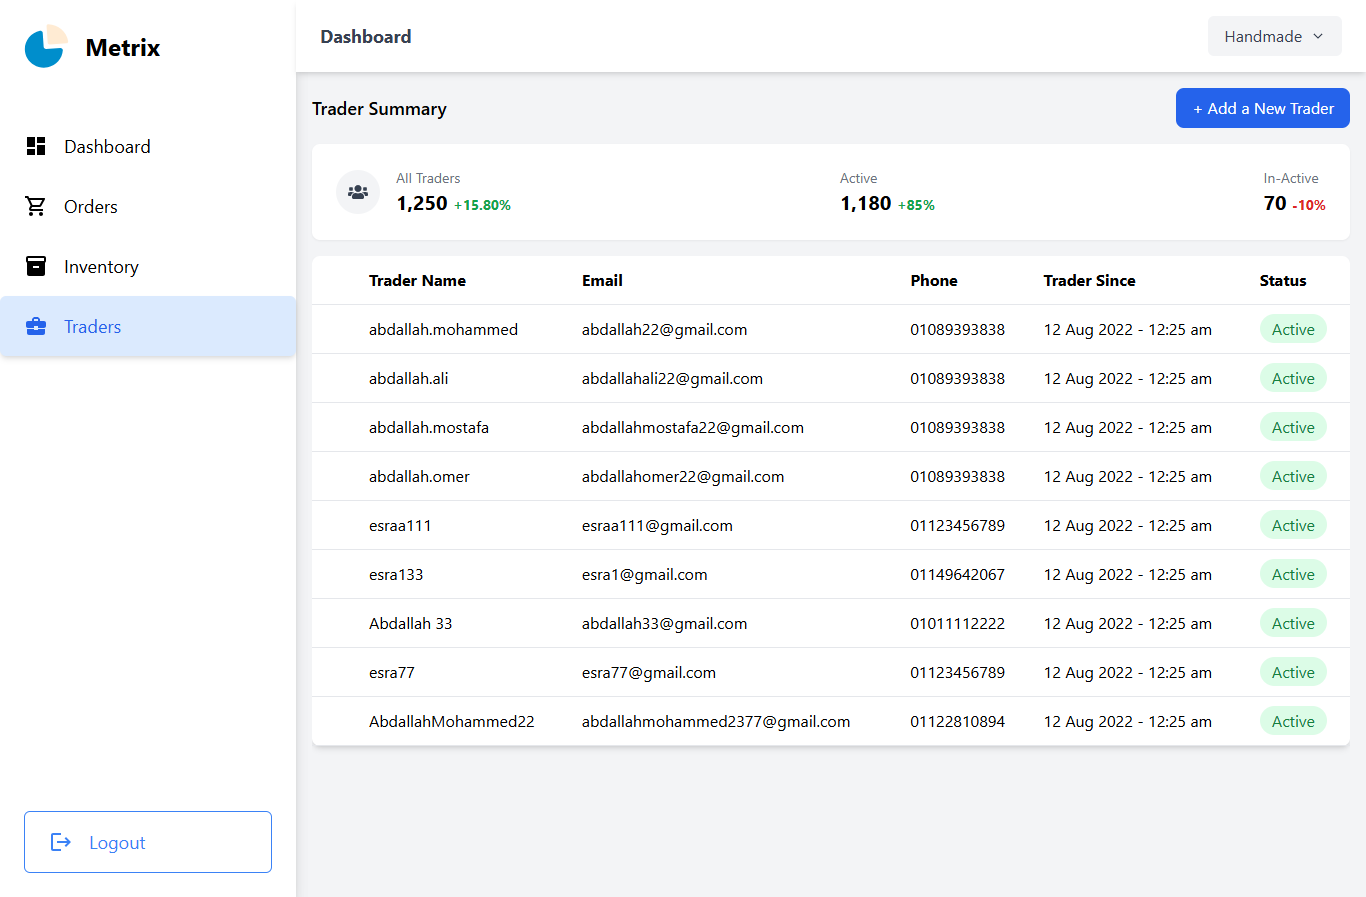 Metrix
Dashboard
Orders
Inventory
Traders
Logout
Dashboard
Handmade
Trader Summary
+ Add a New Trader
All Traders
1,250 +15.80%
Active
1,180 +85%
In-Active
70 -10%
Trader Name Email Phone Trader Since Status
abdallah.mohammed abdallah22@gmail.com 01089393838 12 Aug 2022 - 12:25 am Active
abdallah.ali abdallahali22@gmail.com 01089393838 12 Aug 2022 - 12:25 am Active
abdallah.mostafa abdallahmostafa22@gmail.com 01089393838 12 Aug 2022 - 12:25 am Active
abdallah.omer abdallahomer22@gmail.com 01089393838 12 Aug 2022 - 12:25 am Active
esraa111 esraa111@gmail.com 01123456789 12 Aug 2022 - 12:25 am Active
esra133 esra1@gmail.com 01149642067 12 Aug 2022 - 12:25 am Active
Abdallah 33 abdallah33@gmail.com 01011112222 12 Aug 2022 - 12:25 am Active
esra77 esra77@gmail.com 01123456789 12 Aug 2022 - 12:25 am Active
AbdallahMohammed22 abdallahmohammed2377@gmail.com 01122810894 12 Aug 2022 - 12:25 am Active